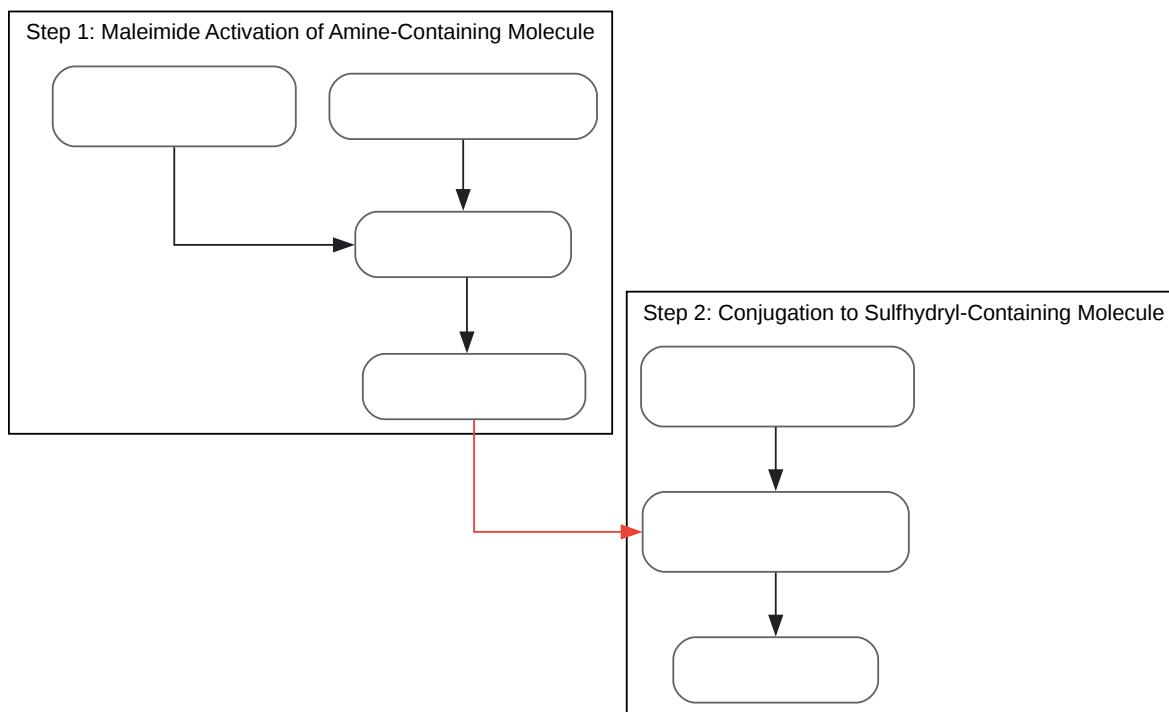 Step 1: Maleimide Activation of Amine-Containing Molecule
Step 2: Conjugation to Sulfhydryl-Containing Molecule